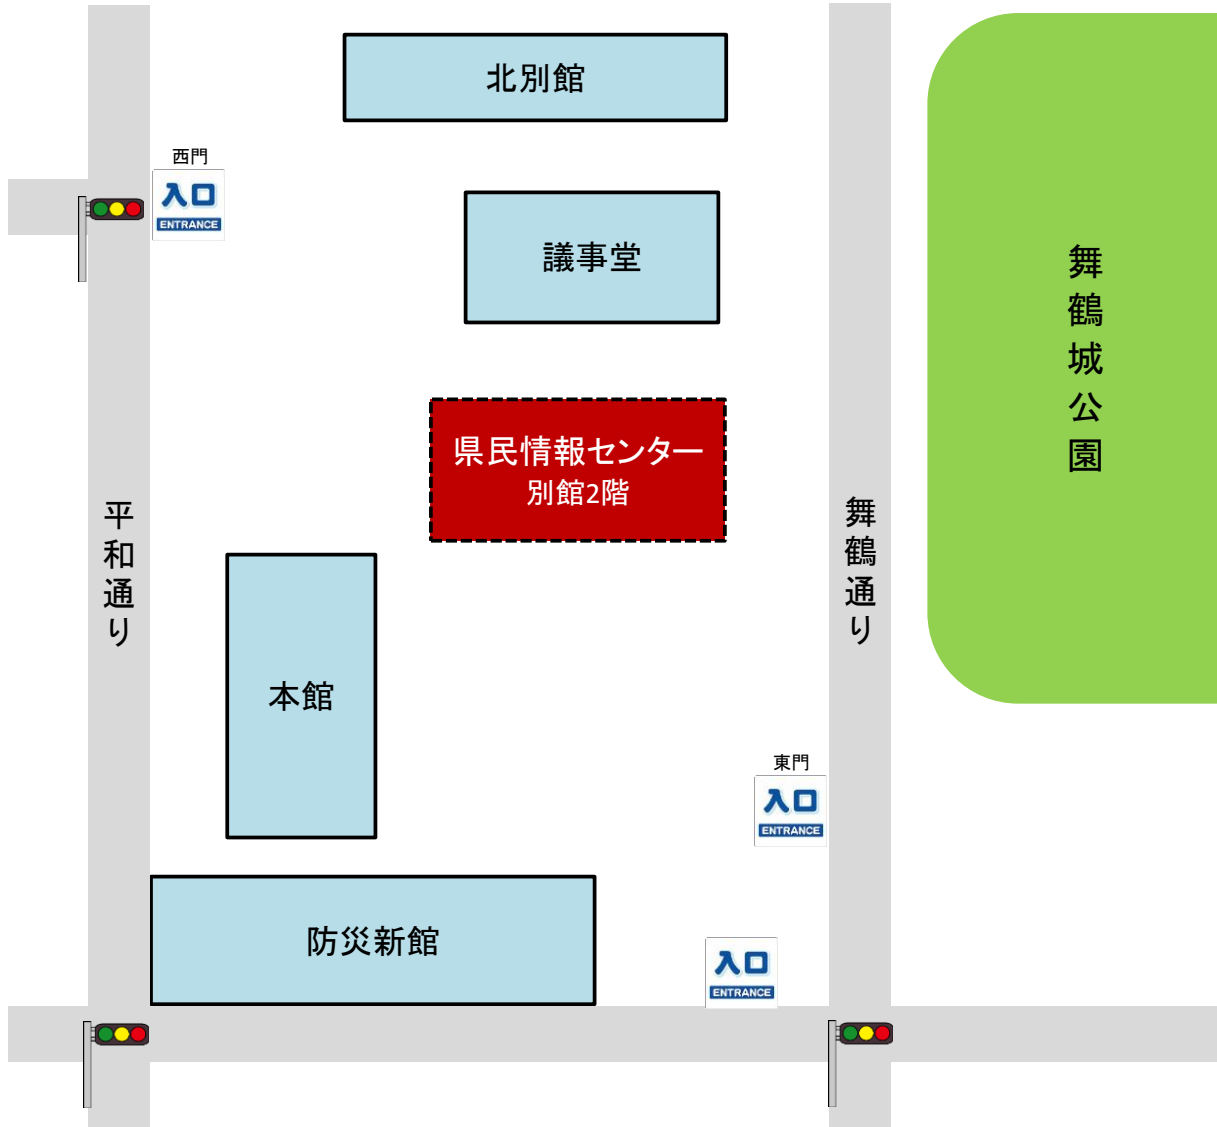 北別館
西門
入口
ENTRANCE
議事堂
舞鶴城公園
県民情報センター
別館2階
平和通り
舞鶴通り
本館
東門
入口
ENTRANCE
防災新館
入口
ENTRANCE